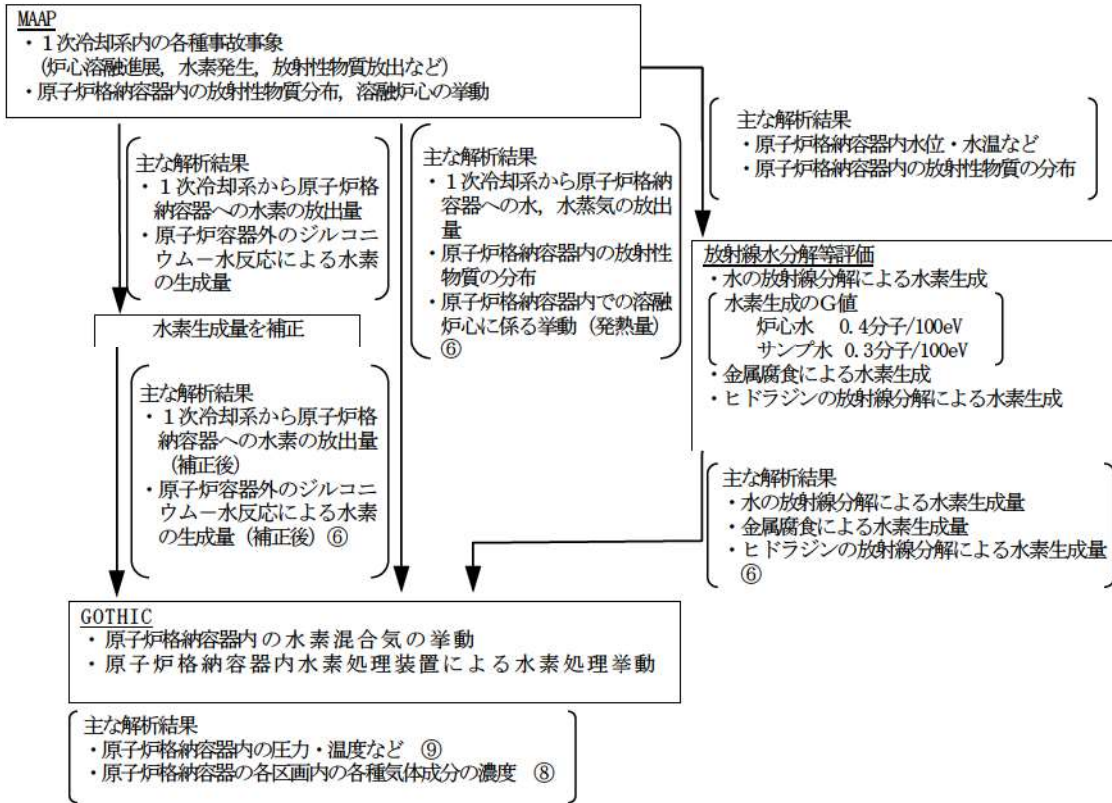 MAAP
・１次冷却系内の各種事故事象
(炉心溶融進展，水素発生，放射性物質放出など)
・原子炉格納容器内の放射性物質分布，溶融炉心の挙動
主な解析結果
・１次冷却系から原子炉格
納容器への水素の放出量
・原子炉容器外のジルコニ
ウム－水反応による水素
の生成量
主な解析結果
・１次冷却系から原子炉格納
容器への水，水蒸気の放出
量
・原子炉格納容器内の放射性
物質の分布
・原子炉格納容器内での溶融
炉心に係る挙動（発熱量）
⑥
主な解析結果
・原子炉格納容器内水位・水温など
・原子炉格納容器内の放射性物質の分布
水素生成量を補正
放射線水分解等評価
・水の放射線分解による水素生成
水素生成のＧ値
炉心水　0.4分子/100eV
サンプ水　0.3分子/100eV
・金属腐食による水素生成
・ヒドラジンの放射線分解による水素生成
主な解析結果
・１次冷却系から原子炉格
納容器への水素の放出量
(補正後)
・原子炉容器外のジルコニ
ウム－水反応による水素
の生成量（補正後）⑥
主な解析結果
・水の放射線分解による水素生成量
・金属腐食による水素生成量
・ヒドラジンの放射線分解による水素生成量
⑥
GOTHIC
・原子炉格納容器内の水素混合気の挙動
・原子炉格納容器内水素処理装置による水素処理挙動
主な解析結果
・原子炉格納容器内の圧力・温度など　⑨
・原子炉格納容器の各区画内の各種気体成分の濃度　⑧